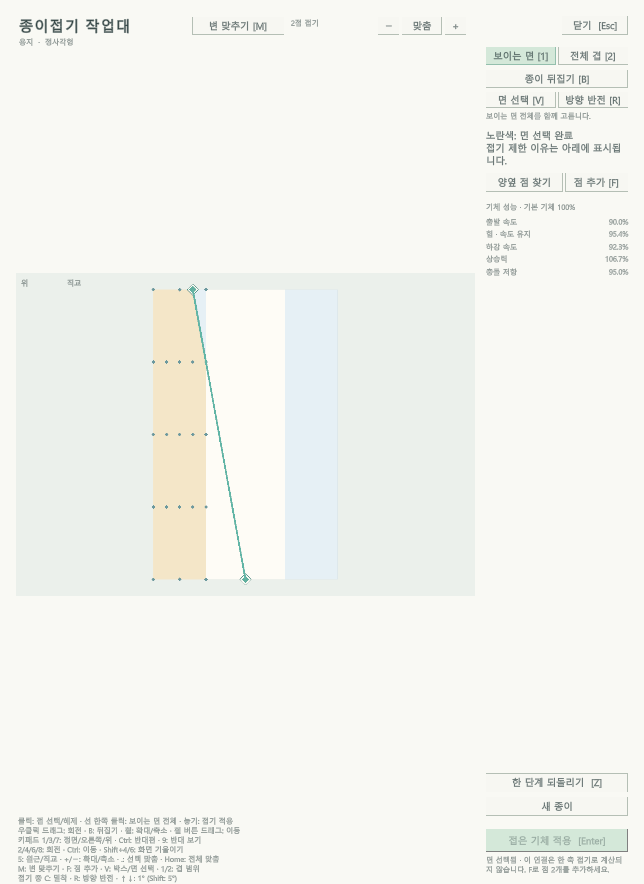 종이접기 작업대
용지 · 정사각형
변 맞추기 [M]
2점 접기
－ 맞춤 +
닫기 [Esc]
보이는 면 [1] 전체 겹 [2]
종이 뒤집기 [B]
면 선택 [V] 방향 반전 [R]
보이는 면 전체를 함께 고릅니다.
노란색: 면 선택 완료
접기 제한 이유는 아래에 표시됩
니다.
양옆 점 찾기 점 추가 [F]
기체 성능 · 기본 기체 100%
출발 속도 90.0%
힘 · 속도 유지 95.4%
하강 속도 92.3%
상승력 106.7%
충돌 저항 95.0%
위 직교
한 단계 되돌리기 [Z]
새 종이
접은 기체 적용 [Enter]
면 선택됨 · 이 연결은 한 축 접기로 계산되
지 않습니다. F로 점 2개를 추가하세요.
클릭: 점 선택/해제 · 선 한쪽 클릭: 보이는 면 전체 · 놓기: 접기 적용
우클릭 드래그: 회전 · B: 뒤집기 · 휠: 확대/축소 · 휠 버튼 드래그: 이동
키패드 1/3/7: 정면/오른쪽/위 · Ctrl: 반대편 · 9: 반대 보기
2/4/6/8: 회전 · Ctrl: 이동 · Shift+4/6: 화면 기울이기
5: 원근/직교 · +/−: 확대/축소 · .: 선택 맞춤 · Home: 전체 맞춤
M: 변 맞추기 · F: 점 추가 · V: 박스/면 선택 · 1/2: 겹 범위
접기 중 C: 밀착 · R: 방향 반전 · ↑ ↓: 1° (Shift: 5°)